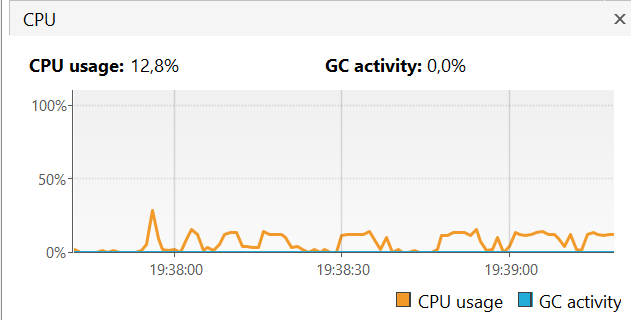 CPU
CPU usage: 12,8% GC activity: 0,0%
100%
50%
0%
19:38:00 19:38:30 19:39:00
CPU usage GC activity